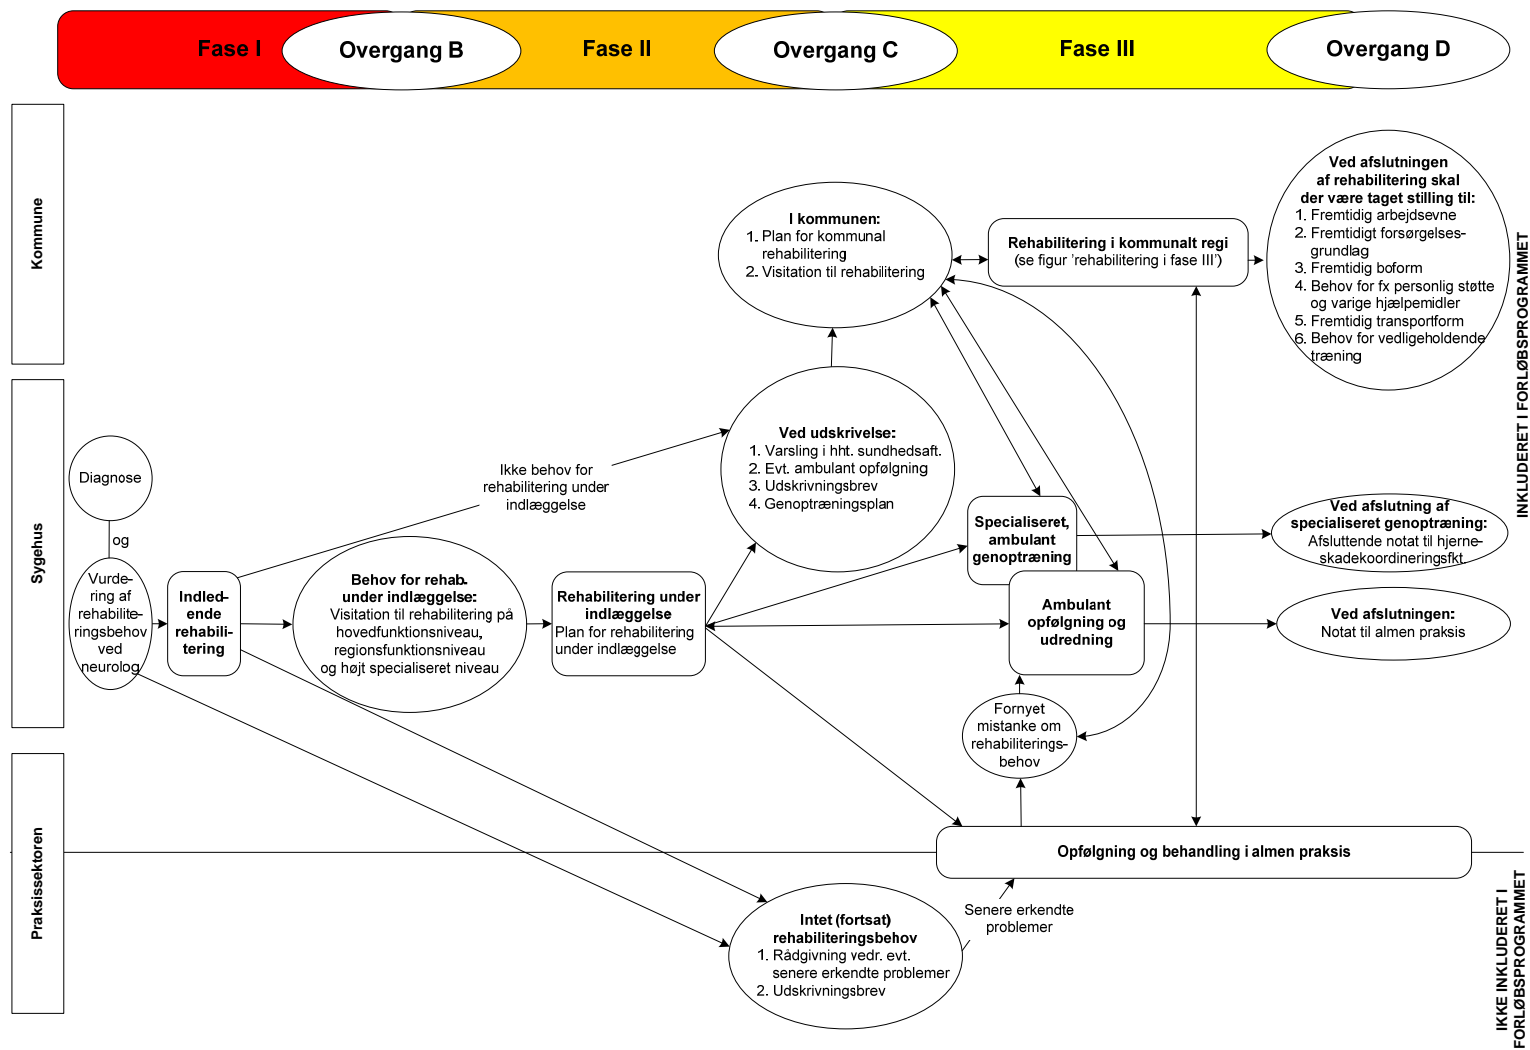 Fase I
Overgang B
Fase II
Overgang C
Fase III
Overgang D
Kommune
I kommunen:
1. Plan for kommunal
rehabilitering
2. Visitation til rehabilitering
Rehabilitering i kommunalt regi
(se figur 'rehabilitering i fase III')
Ved afslutningen
af rehabilitering skal
der være taget stilling til:
1. Fremtidig arbejdsevne
2. Fremtidigt forsørgelses-
grundlag
3. Fremtidig boform
4. Behov for fx personlig støtte
og varige hjælpemidler
5. Fremtidig transportform
6. Behov for vedligeholdende
træning
INKLUDERET I FORLØBSPROGRAMMET
Sygehus
Diagnose
og
Vurde-
ring af
rehabilite-
ringsbehov
ved
neurolog
Indled-
ende
rehabili-
tering
Ikke behov for
rehabilitering under
indlæggelse
Behov for rehab.
under indlæggelse:
Visitation til rehabilitering på
hovedfunktionsniveau,
regionsfunktionsniveau
og højt specialiseret niveau
Rehabilitering under
indlæggelse
Plan for rehabilitering
under indlæggelse
Ved udskrivelse:
1. Varsling i hht. sundhedsaft.
2. Evt. ambulant opfølgning
3. Udskrivningsbrev
4. Genoptræningsplan
Specialiseret,
ambulant
genoptræning
Ambulant
opfølgning og
udredning
Ved afslutning af
specialiseret genoptræning:
Afsluttende notat til hjerne-
skadekoordineringsfkt.
Ved afslutningen:
Notat til almen praksis
Fornyet
mistanke om
rehabiliterings-
behov
Praksissektoren
Opfølgning og behandling i almen praksis
Intet (fortsat)
rehabiliteringsbehov
1. Rådgivning vedr. evt.
senere erkendte problemer
2. Udskrivningsbrev
Senere erkendte
problemer
IKKE INKLUDERET I
FORLØBSPROGRAMMET